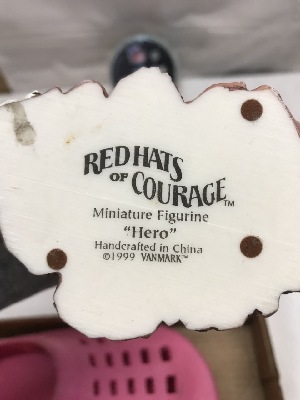 RED HATS
OF COURAGE™
Miniature Figurine
"Hero"
Handcrafted in China
©1999 VANMARK™